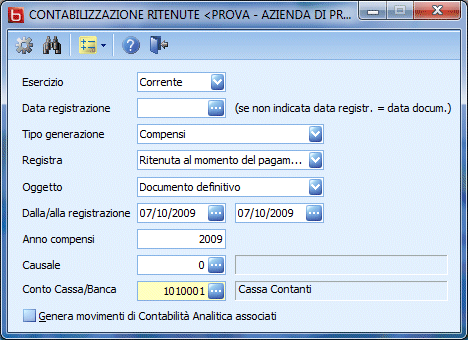 CONTABILIZZAZIONE RITENUTE <PROVA - AZIENDA DI PR...
Esercizio Corrente
Data registrazione (se non indicata data registr. = data docum.)
Tipo generazione Compensi
Registra Ritenuta al momento del pagam...
Oggetto Documento definitivo
Dalla/alla registrazione 07/10/2009 07/10/2009
Anno compensi 2009
Causale 0
Conto Cassa/Banca 1010001 Cassa Contanti
Genera movimenti di Contabilità Analitica associati